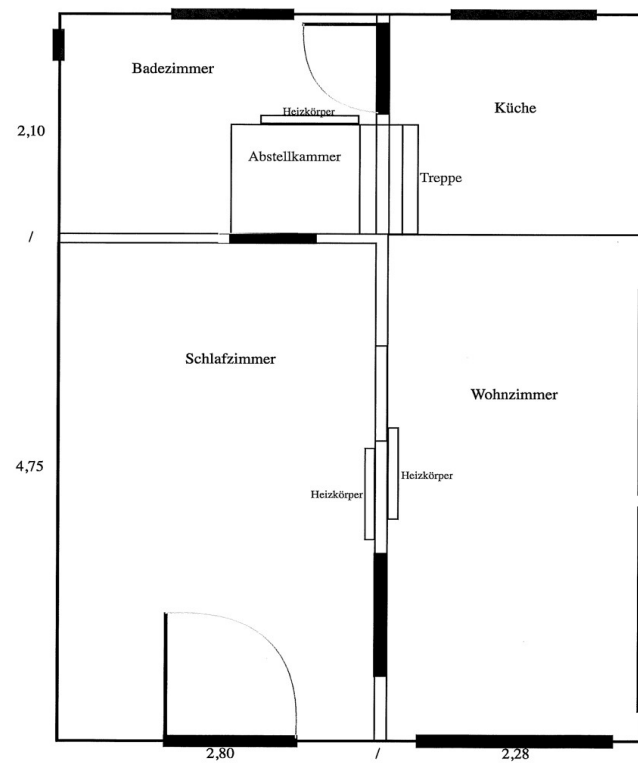 Badezimmer
Küche
Heizkörper
2,10
Abstellkammer
Treppe
/
Schlafzimmer
Wohnzimmer
4,75
Heizkörper
Heizkörper
2,80 / 2,28